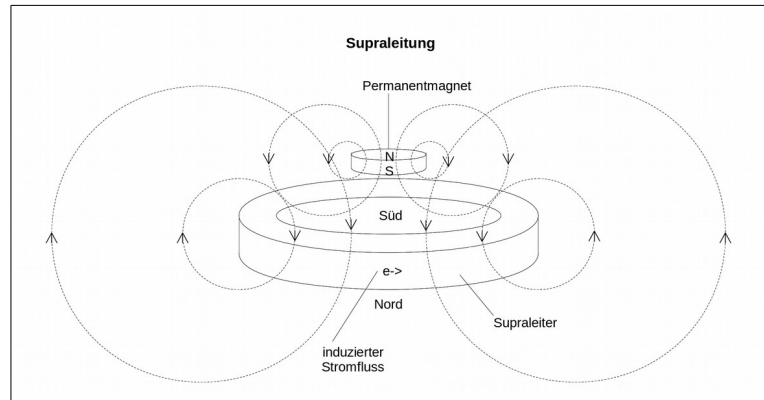 Supraleitung
Permanentmagnet
N
S
Süd
e->
Nord
Supraleiter
induzierter
Stromfluss